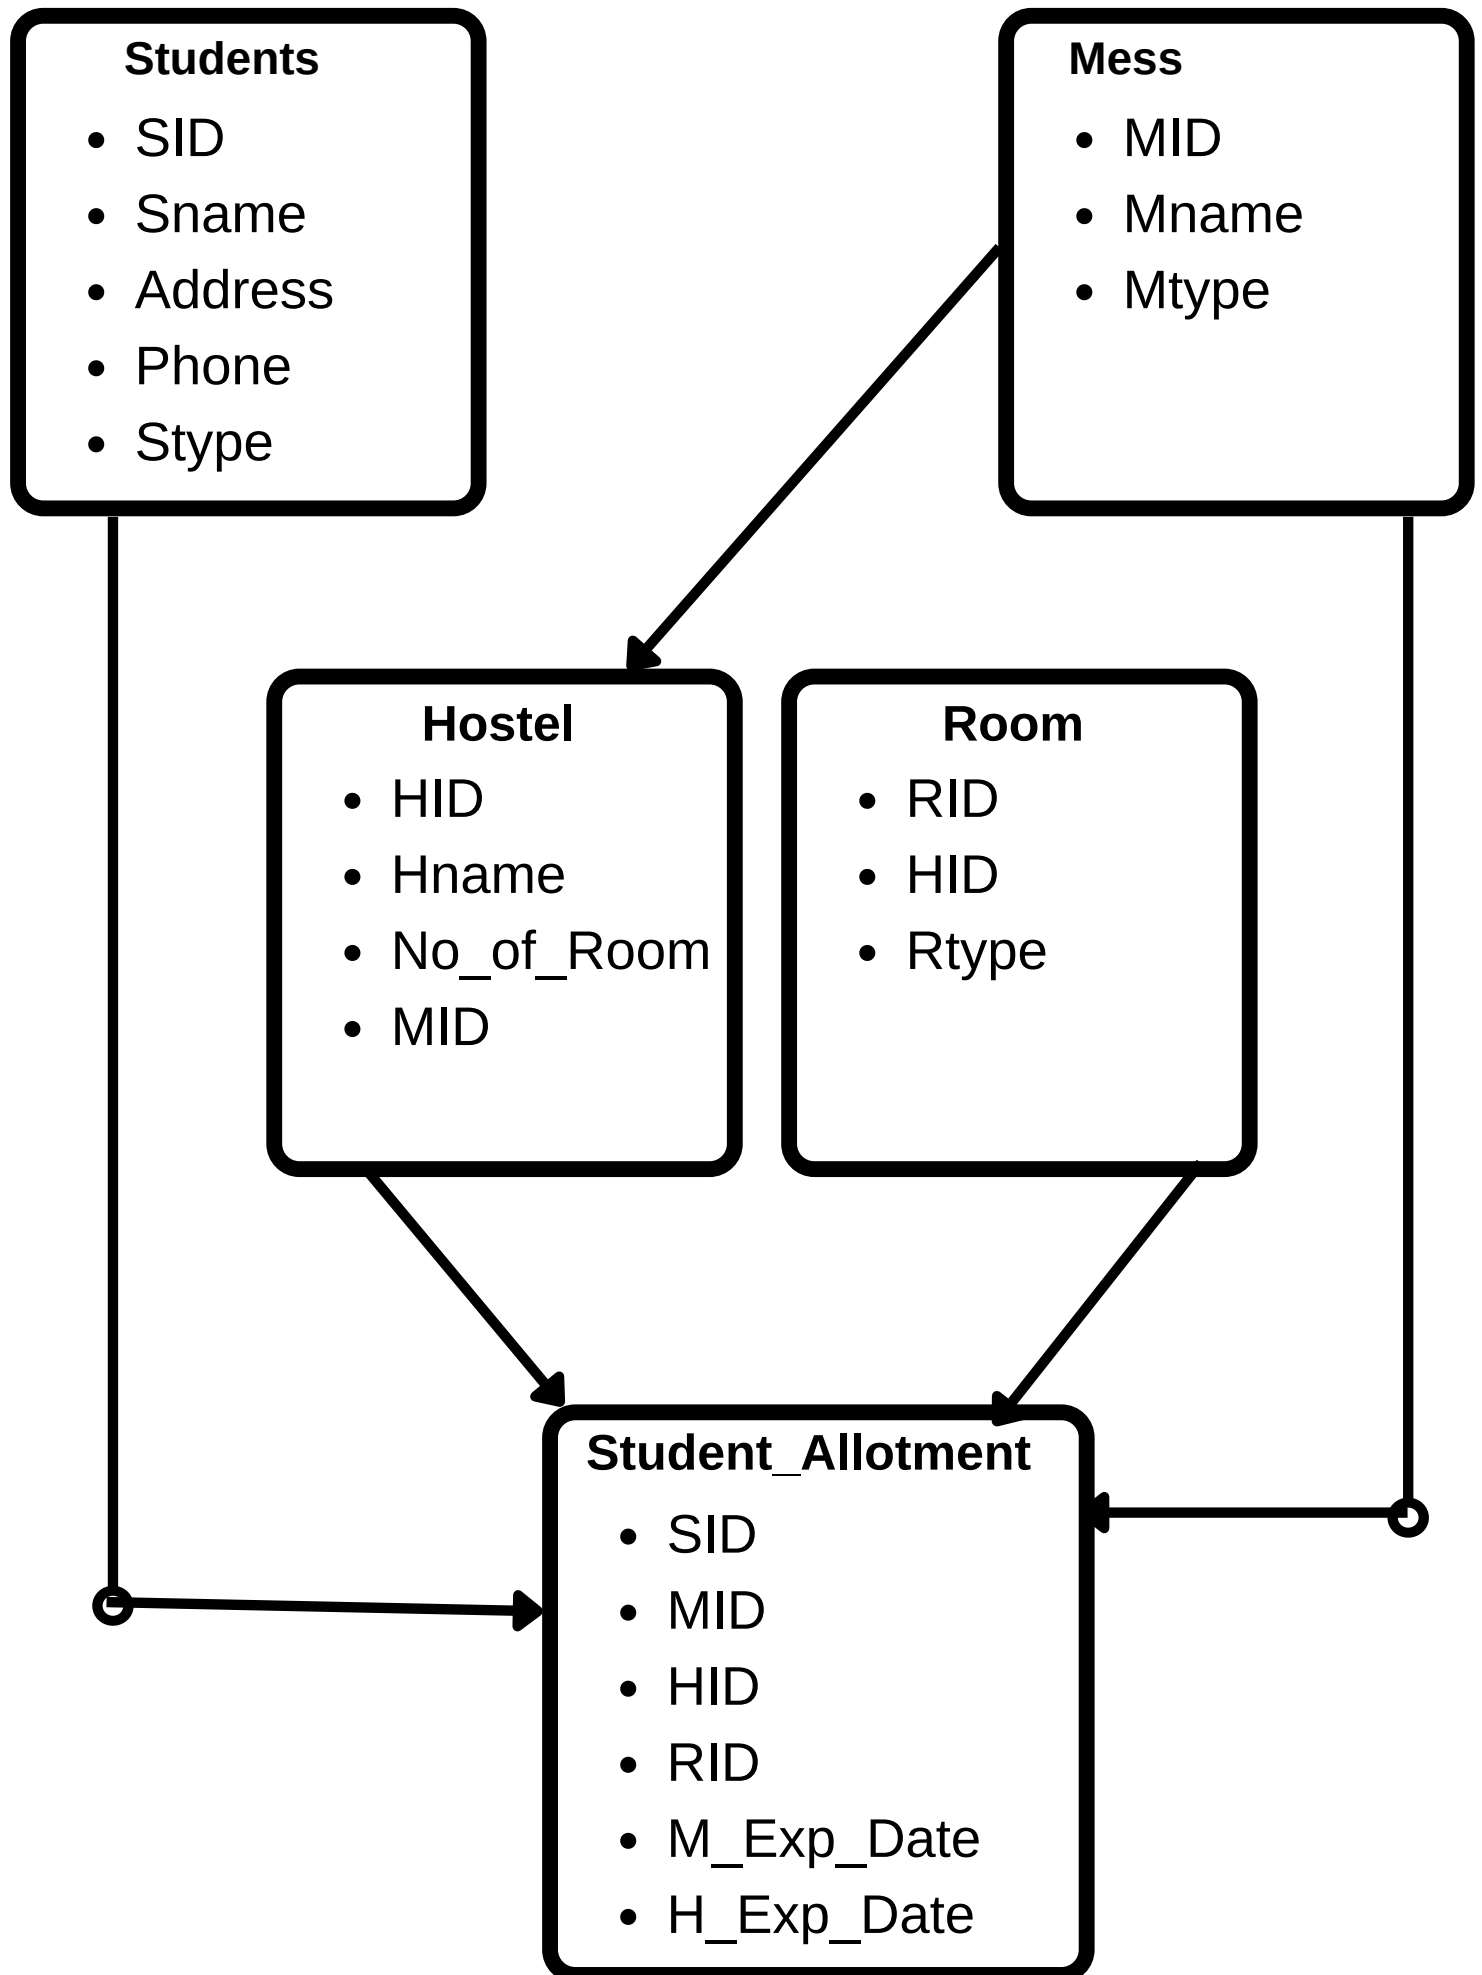 Students
SID
Sname
Address
Phone
Stype
Mess
MID
Mname
Mtype
Hostel
HID
Hname
No_of_Room
MID
Room
RID
HID
Rtype
Student_Allotment
SID
MID
HID
RID
M_Exp_Date
H_Exp_Date